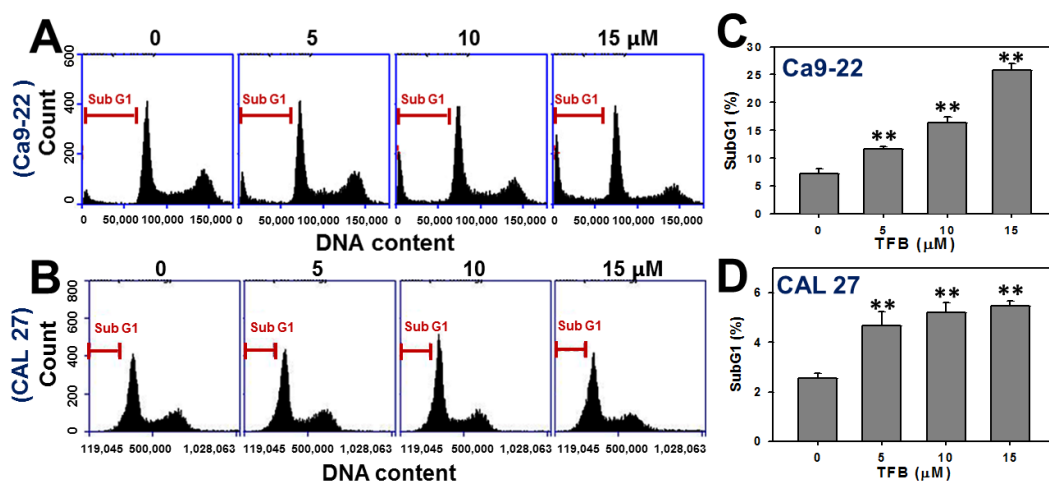 A
0
5
10
15 µM
(Ca9-22)
Count
600
400
200
0
Sub G1
Sub G1
Sub G1
Sub G1
0 50,000 100,000 150,000
0 50,000 100,000 150,000
0 50,000 100,000 150,000
0 50,000 100,000 150,000
DNA content
B
0
5
10
15 µM
(CAL 27)
Count
800
600
400
200
0
Sub G1
Sub G1
Sub G1
Sub G1
119,045 500,000 1,028,063
119,045 500,000 1,028,063
119,045 500,000 1,028,063
119,045 500,000 1,028,063
DNA content
C
Ca9-22
SubG1 (%)
30
25
20
15
10
5
0
**
**
**
0 5 10 15
TFB (µM)
D
CAL 27
SubG1 (%)
6
4
2
0
**
**
**
0 5 10 15
TFB (µM)